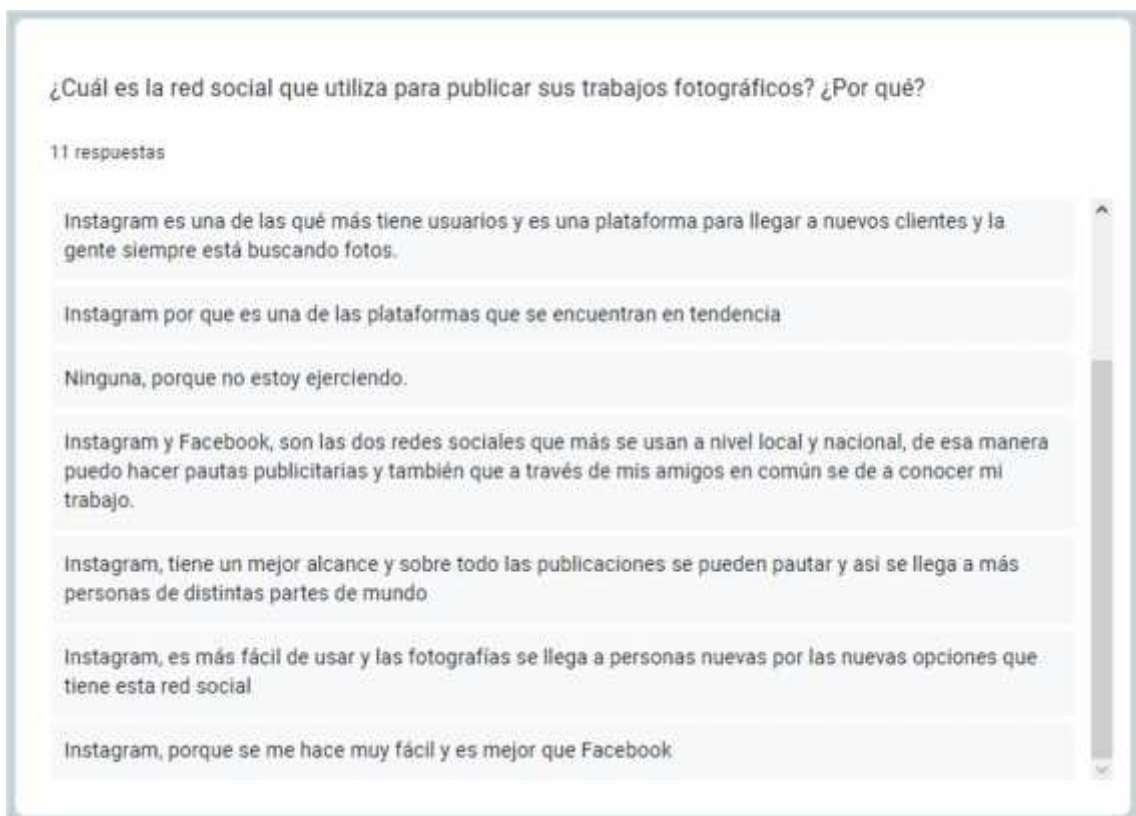 ¿Cuál es la red social que utiliza para publicar sus trabajos fotográficos? ¿Por qué?
11 respuestas
Instagram es una de las qué más tiene usuarios y es una plataforma para llegar a nuevos clientes y la
gente siempre está buscando fotos.
Instagram por que es una de las plataformas que se encuentran en tendencia
Ninguna, porque no estoy ejerciendo.
Instagram y Facebook, son las dos redes sociales que más se usan a nivel local y nacional, de esa manera
puedo hacer pautas publicitarias y también que a través de mis amigos en común se de a conocer mi
trabajo.
Instagram, tiene un mejor alcance y sobre todo las publicaciones se pueden pautar y asi se llega a más
personas de distintas partes de mundo
Instagram, es más fácil de usar y las fotografías se llega a personas nuevas por las nuevas opciones que
tiene esta red social
Instagram, porque se me hace muy fácil y es mejor que Facebook